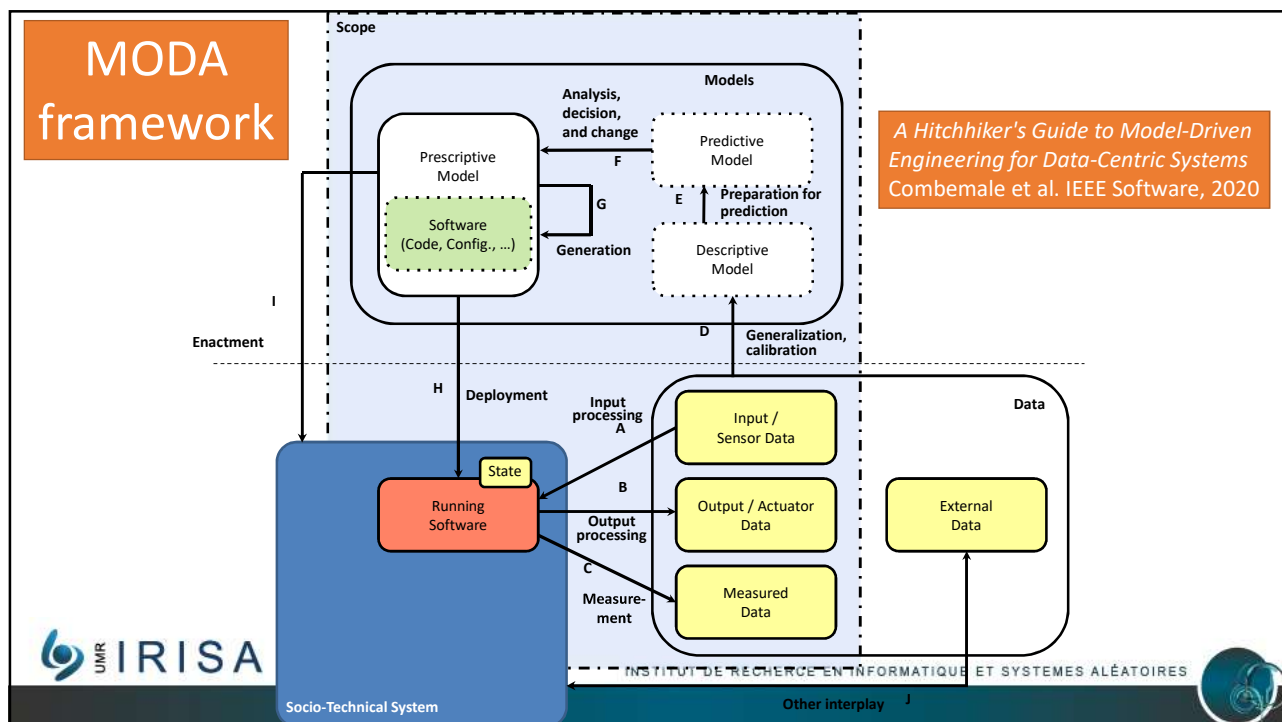 MODA
framework
Scope
Models
Analysis,
decision,
and change
F
Prescriptive
Model
Predictive
Model
G
E
Preparation for
prediction
Software
(Code, Config., …)
Generation
Descriptive
Model
A Hitchhiker's Guide to Model-Driven
Engineering for Data-Centric Systems
Combemale et al. IEEE Software, 2020
I
Enactment
D
Generalization,
calibration
H
Deployment
Input
processing
A
Input /
Sensor Data
Data
State
Running
Software
B
Output
processing
Output / Actuator
Data
External
Data
C
Measure-
ment
Measured
Data
UMR
IRISA
INSTITUT DE RECHERCHE EN INFORMATIQUE ET SYSTEMES ALÉATOIRES
J
Other interplay
Socio-Technical System